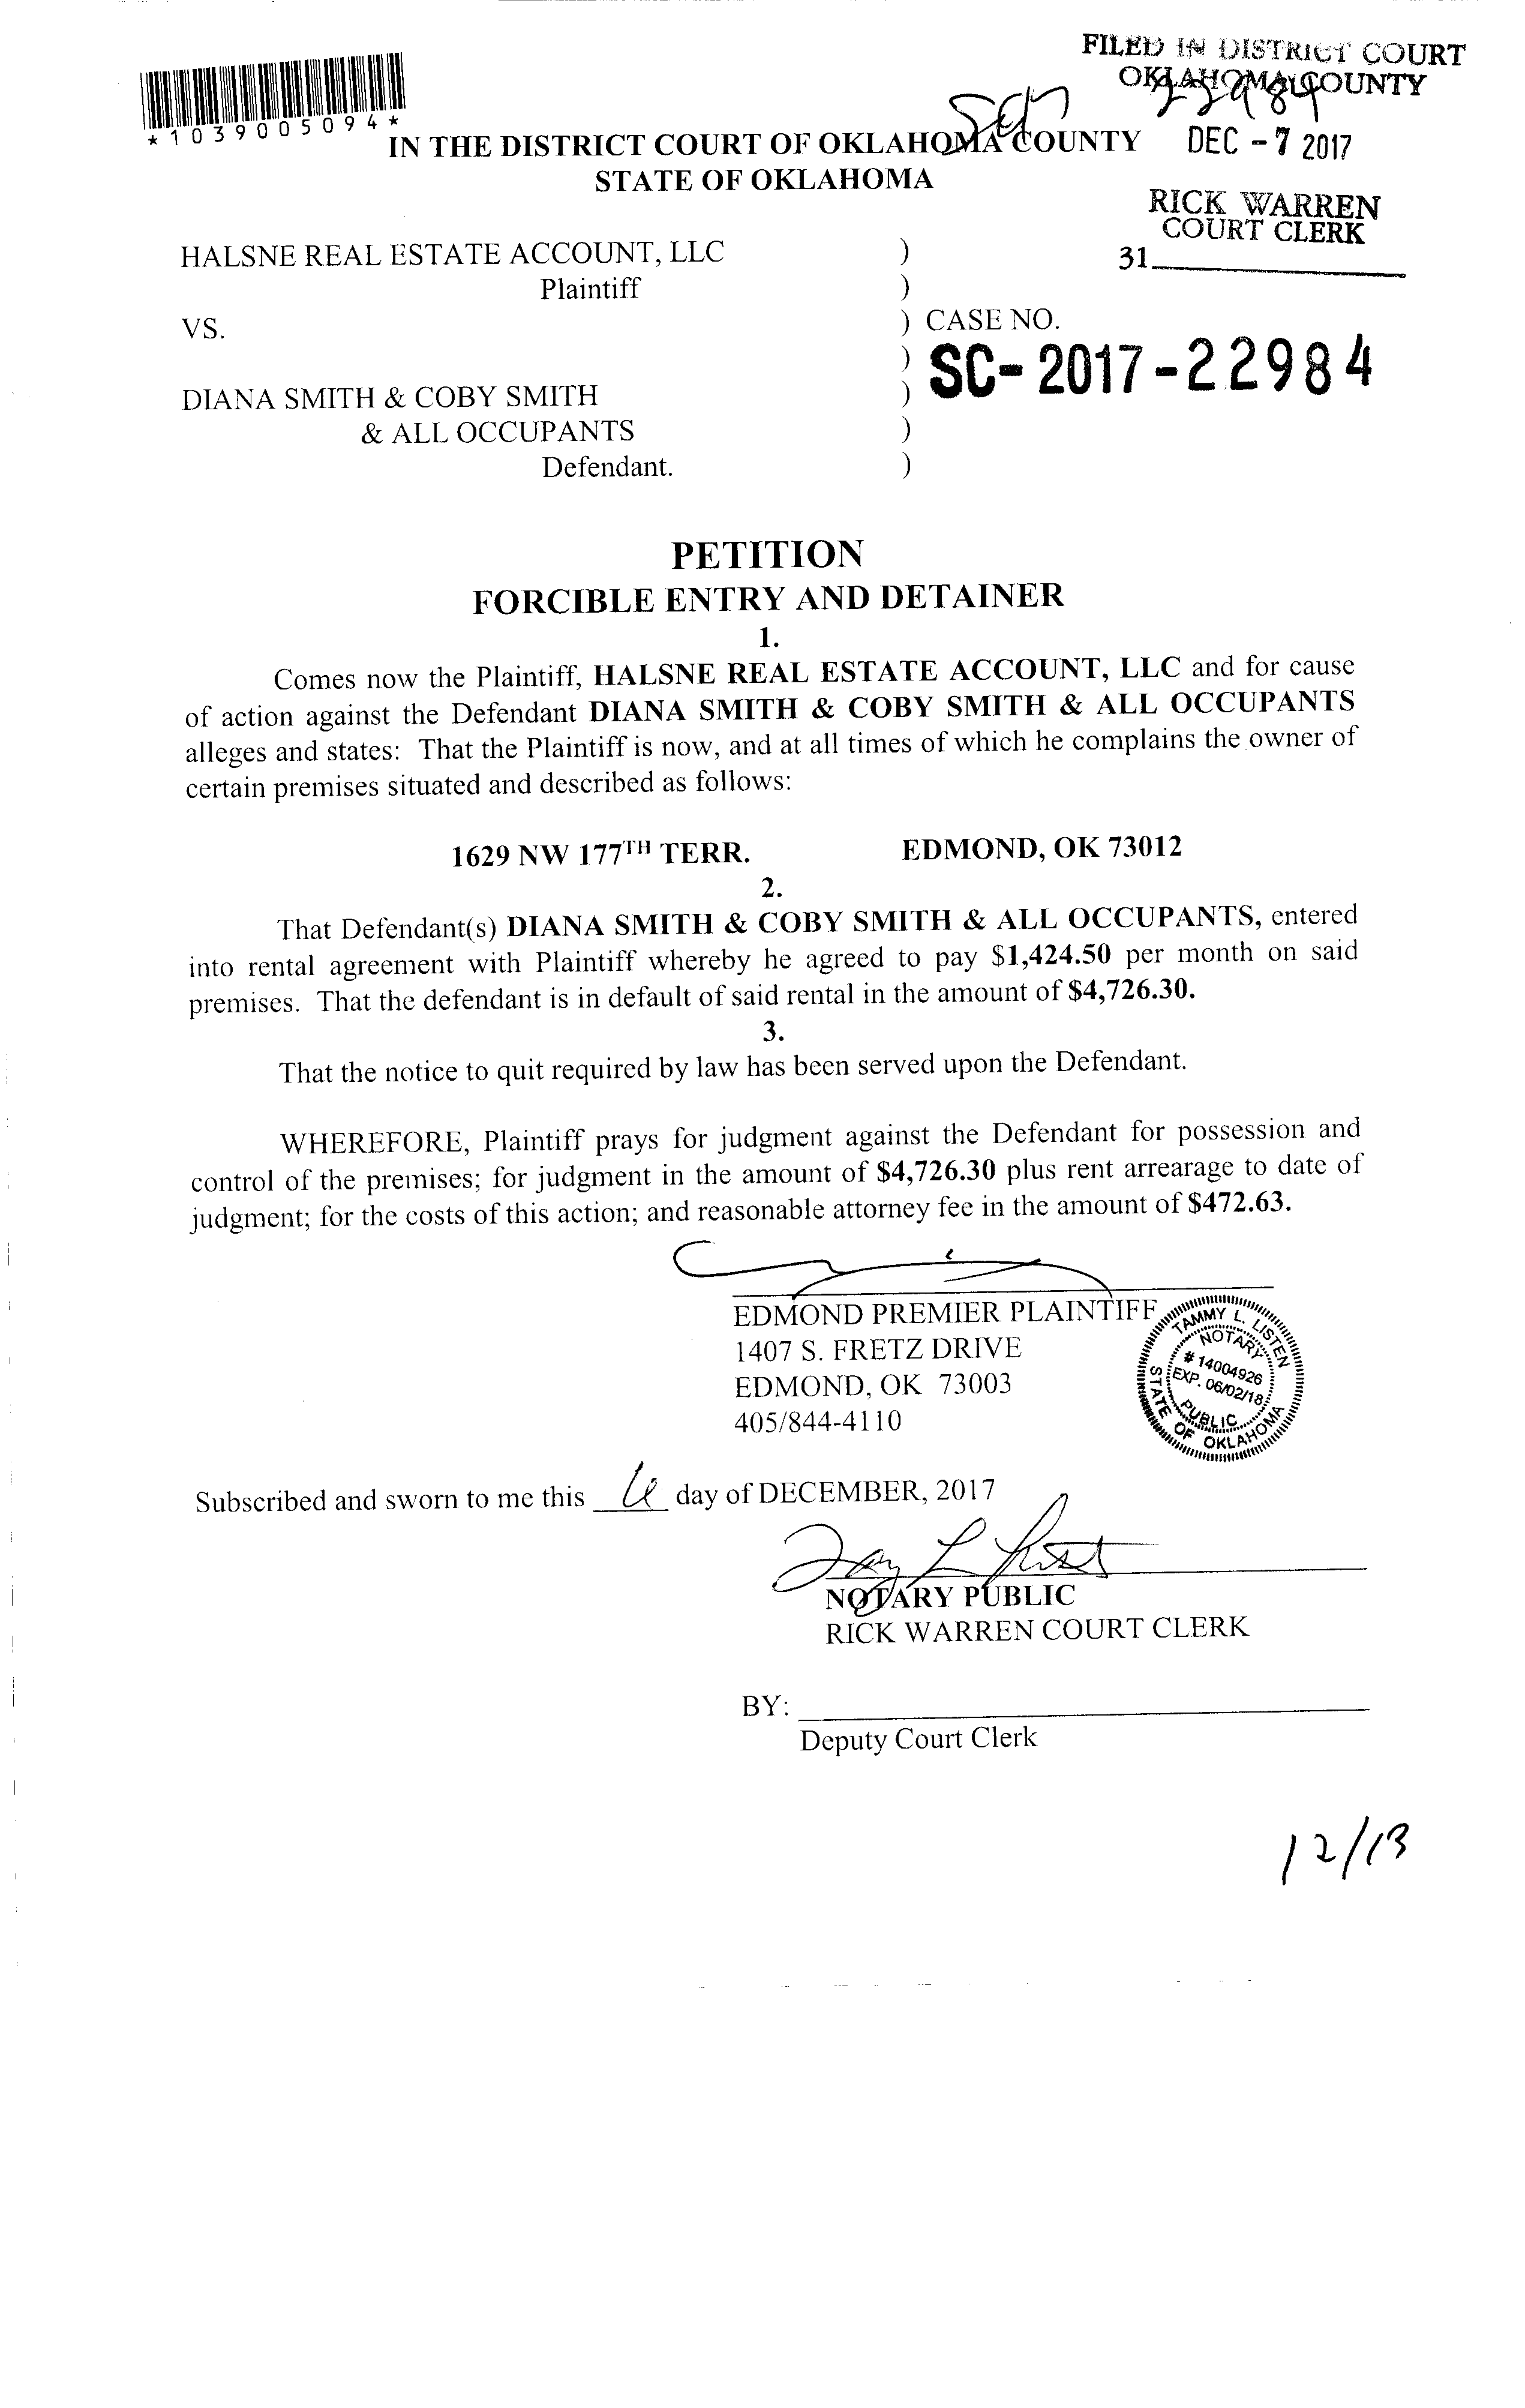 FILED IN DISTRICT COURT
OKLAHOMA COUNTY
22984
*1039005094*
IN THE DISTRICT COURT OF OKLAHOMA COUNTY
DEC -7 2017
STATE OF OKLAHOMA
RICK WARREN
COURT CLERK
31
HALSNE REAL ESTATE ACCOUNT, LLC )
Plaintiff )
VS. ) CASE NO.
) SC-2017-22984
DIANA SMITH & COBY SMITH )
& ALL OCCUPANTS )
Defendant. )
PETITION
FORCIBLE ENTRY AND DETAINER
1.
Comes now the Plaintiff, HALSNE REAL ESTATE ACCOUNT, LLC and for cause
of action against the Defendant DIANA SMITH & COBY SMITH & ALL OCCUPANTS
alleges and states: That the Plaintiff is now, and at all times of which he complains the owner of
certain premises situated and described as follows:
1629 NW 177TH TERR. EDMOND, OK 73012
2.
That Defendant(s) DIANA SMITH & COBY SMITH & ALL OCCUPANTS, entered
into rental agreement with Plaintiff whereby he agreed to pay $1,424.50 per month on said
premises. That the defendant is in default of said rental in the amount of $4,726.30.
3.
That the notice to quit required by law has been served upon the Defendant.
WHEREFORE, Plaintiff prays for judgment against the Defendant for possession and
control of the premises; for judgment in the amount of $4,726.30 plus rent arrearage to date of
judgment; for the costs of this action; and reasonable attorney fee in the amount of $472.63.
EDMOND PREMIER PLAINTIFF
1407 S. FRETZ DRIVE
EDMOND, OK 73003
405/844-4110
TAMMY L. LISTEN
NOTARY
# 14004926
EXP. 06/02/18
PUBLIC
STATE OF OKLAHOMA
Subscribed and sworn to me this 6 day of DECEMBER, 2017
NOTARY PUBLIC
RICK WARREN COURT CLERK
BY:
Deputy Court Clerk
12/13